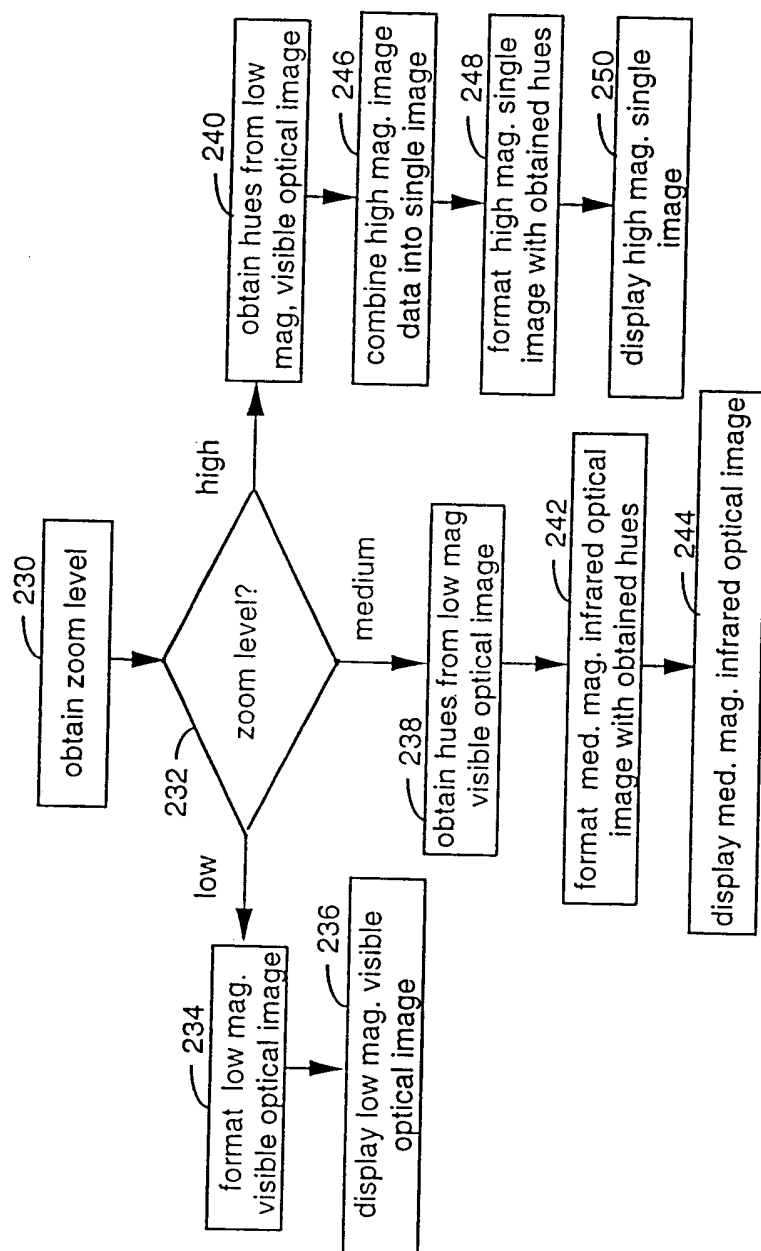 230
obtain zoom level
232
zoom level?
low
medium
high
234
format low mag.
visible optical image
236
display low mag. visible
optical image
238
obtain hues from low mag
visible optical image
242
format med. mag. infrared optical
image with obtained hues
244
display med. mag. infrared optical image
240
obtain hues from low
mag, visible optical image
246
combine high mag. image
data into single image
248
format high mag. single
image with obtained hues
250
display high mag. single
image